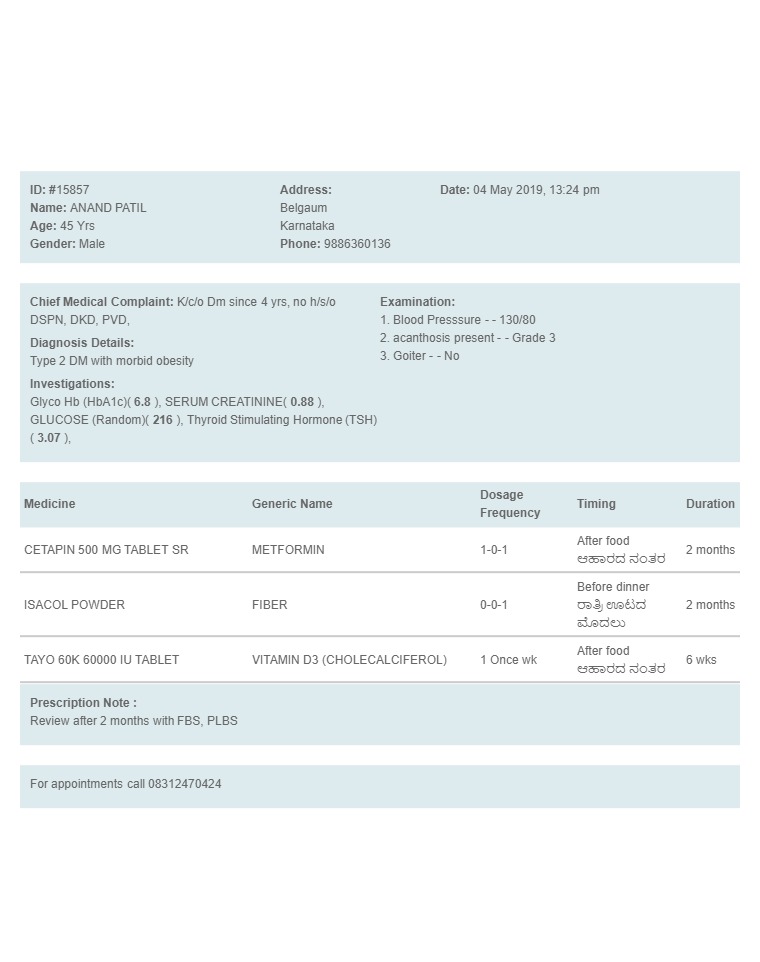 ID: #15857
Name: ANAND PATIL
Age: 45 Yrs
Gender: Male
Address:
Belgaum
Karnataka
Phone: 9886360136
Date: 04 May 2019, 13:24 pm
Chief Medical Complaint: K/c/o Dm since 4 yrs, no h/s/o
DSPN, DKD, PVD,
Diagnosis Details:
Type 2 DM with morbid obesity
Investigations:
Glyco Hb (HbA1c)( 6.8 ), SERUM CREATININE( 0.88 ),
GLUCOSE (Random)( 216 ), Thyroid Stimulating Hormone (TSH)
( 3.07 ),
Examination:
1. Blood Presssure - - 130/80
2. acanthosis present - - Grade 3
3. Goiter - - No
Medicine Generic Name Dosage Frequency Timing Duration
CETAPIN 500 MG TABLET SR METFORMIN 1-0-1 After food 2 months
ಆಹಾರದ ನಂತರ
ISACOL POWDER FIBER 0-0-1 Before dinner 2 months
ರಾತ್ರಿ ಊಟದ
ಮೊದಲು
TAYO 60K 60000 IU TABLET VITAMIN D3 (CHOLECALCIFEROL) 1 Once wk After food 6 wks
ಆಹಾರದ ನಂತರ
Prescription Note :
Review after 2 months with FBS, PLBS
For appointments call 08312470424